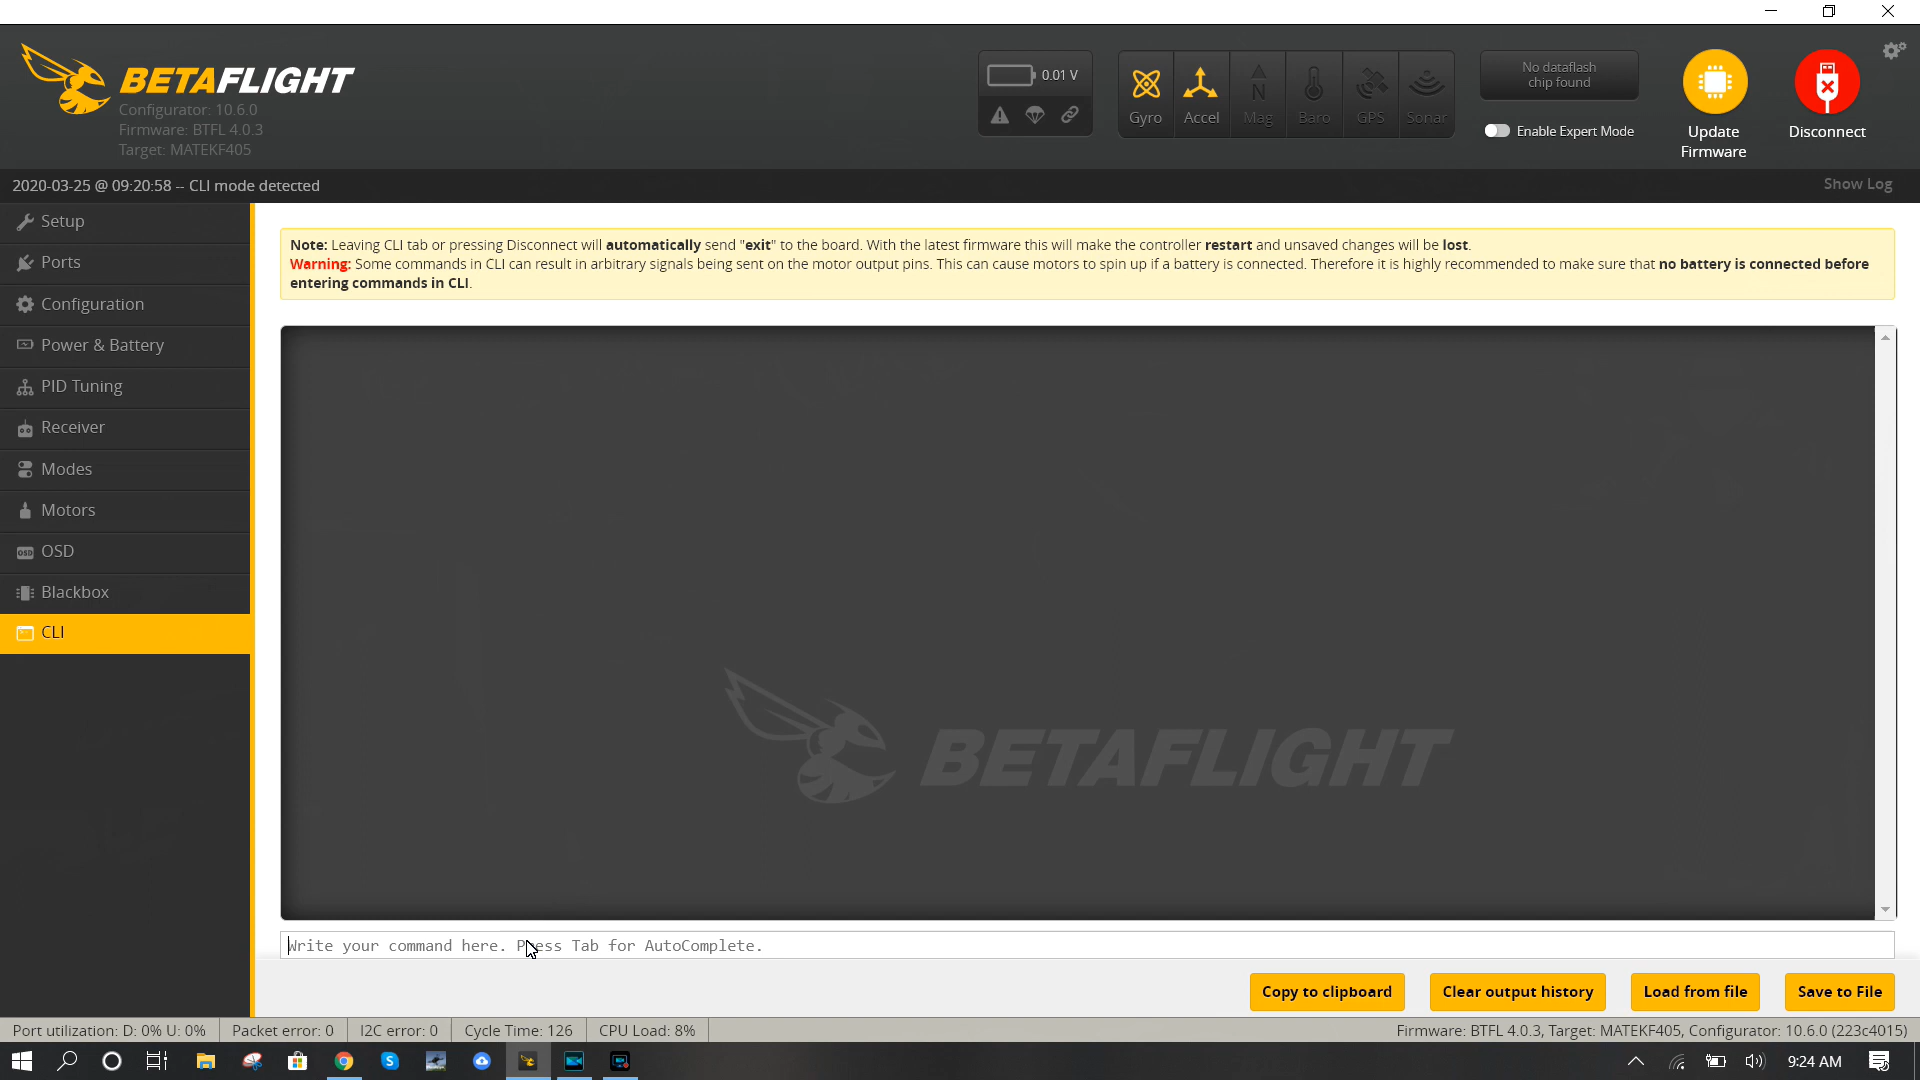 BETAFLIGHT
Configurator: 10.6.0
Firmware: BTFL 4.0.3
Target: MATEKF405
0.01 V
Gyro
Accel
Mag
Baro
GPS
Sonar
No dataflash
chip found
Enable Expert Mode
Update
Firmware
Disconnect
2020-03-25 @ 09:20:58 -- CLI mode detected
Show Log
Setup
Ports
Configuration
Power & Battery
PID Tuning
Receiver
Modes
Motors
OSD
Blackbox
CLI
Note: Leaving CLI tab or pressing Disconnect will automatically send "exit" to the board. With the latest firmware this will make the controller restart and unsaved changes will be lost.
Warning: Some commands in CLI can result in arbitrary signals being sent on the motor output pins. This can cause motors to spin up if a battery is connected. Therefore it is highly recommended to make sure that no battery is connected before
entering commands in CLI.
BETAFLIGHT
Write your command here. Press Tab for AutoComplete.
Copy to clipboard
Clear output history
Load from file
Save to File
Port utilization: D: 0% U: 0%
Packet error: 0
I2C error: 0
Cycle Time: 126
CPU Load: 8%
Firmware: BTFL 4.0.3, Target: MATEKF405, Configurator: 10.6.0 (223c4015)
9:24 AM